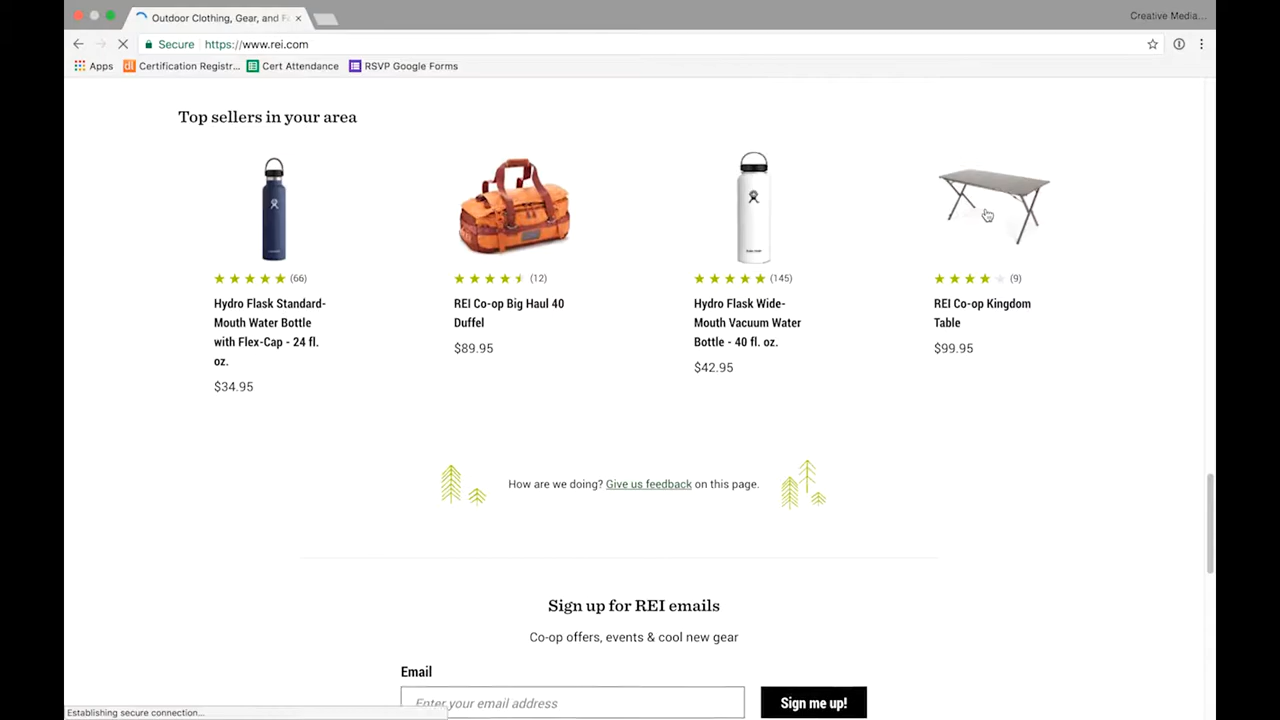 Outdoor Clothing, Gear, and F
Creative Media...
Secure https://www.rei.com
Apps Certification Registr... Cert Attendance RSVP Google Forms
Top sellers in your area
(66) (12) (145) (9)
Hydro Flask Standard-
Mouth Water Bottle
with Flex-Cap - 24 fl.
oz.
$34.95
REI Co-op Big Haul 40
Duffel
$89.95
Hydro Flask Wide-
Mouth Vacuum Water
Bottle - 40 fl. oz.
$42.95
REI Co-op Kingdom
Table
$99.95
How are we doing? Give us feedback on this page.
Sign up for REI emails
Co-op offers, events & cool new gear
Email
Enter your email address
Sign me up!
Establishing secure connection...